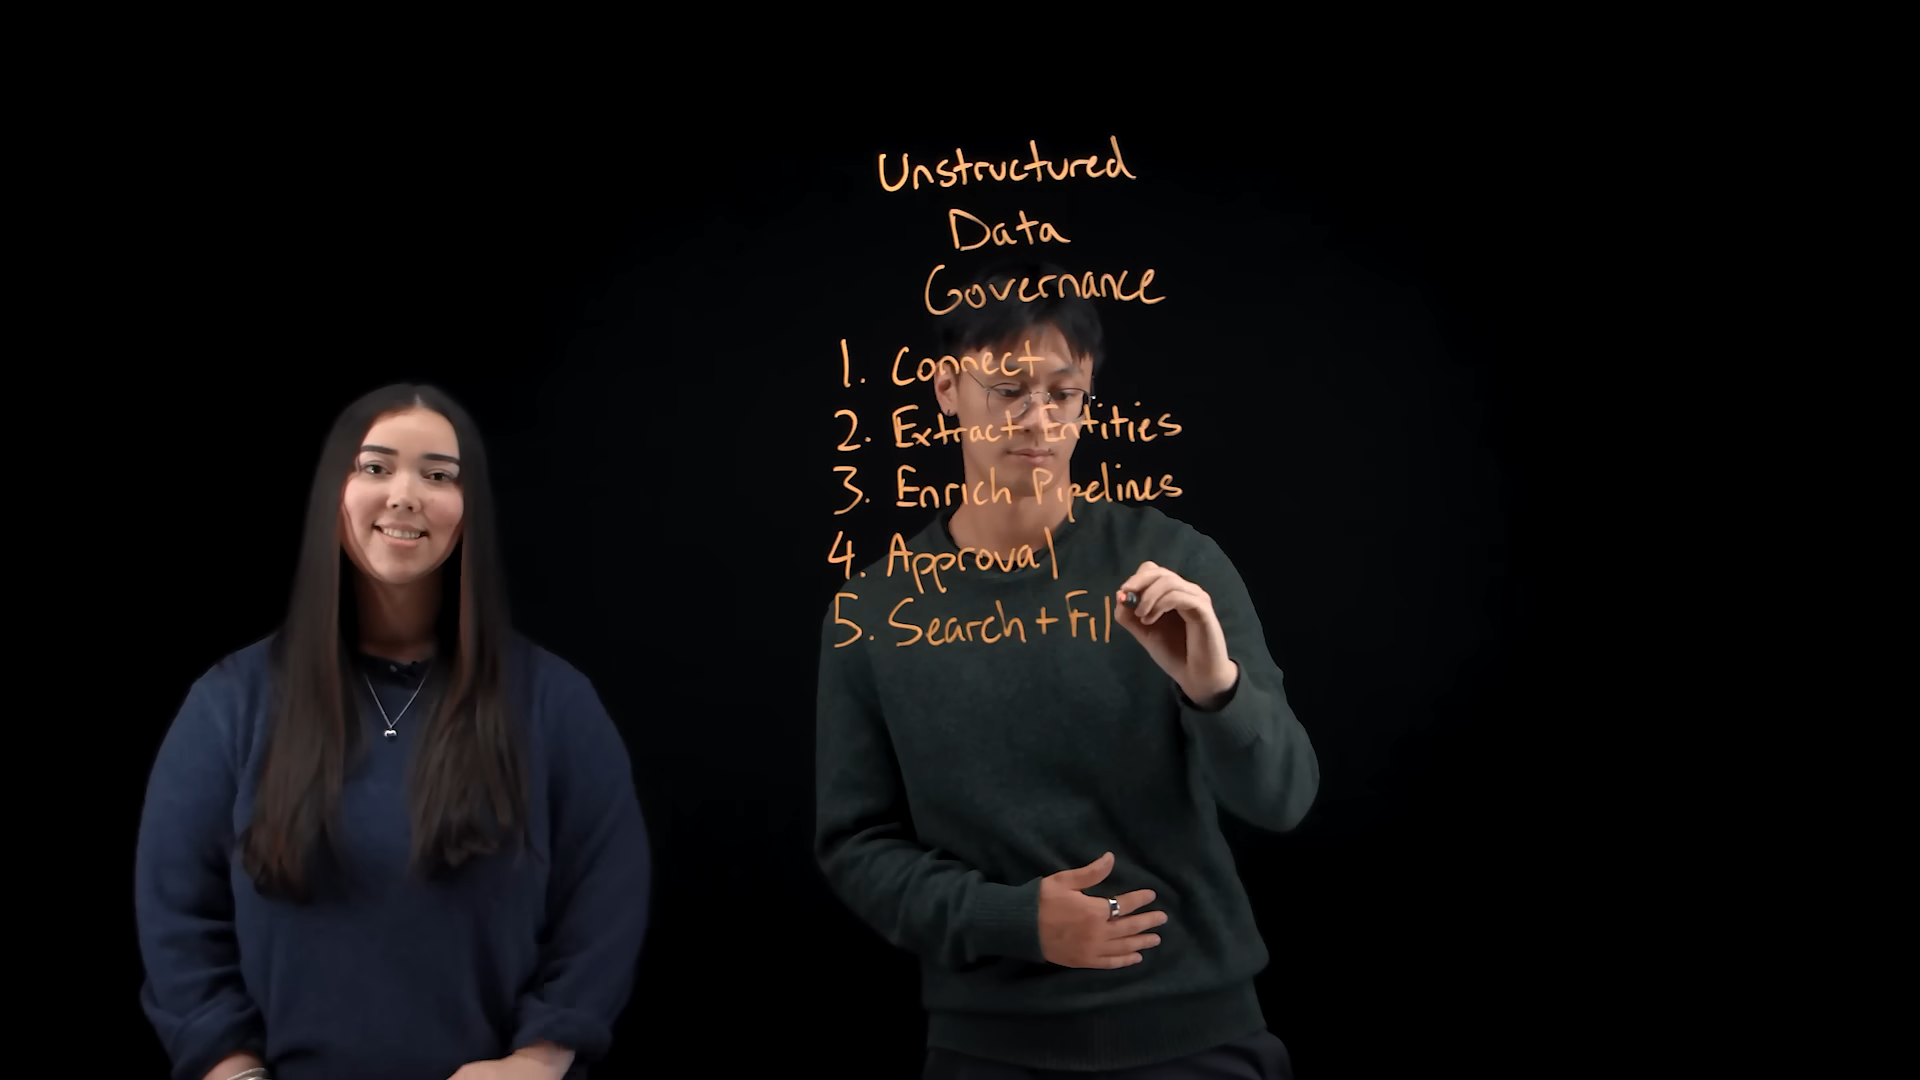 Unstructured
Data
Governance
1. Connect
2. Extract Entities
3. Enrich Pipelines
4. Approval
5. Search + Fil